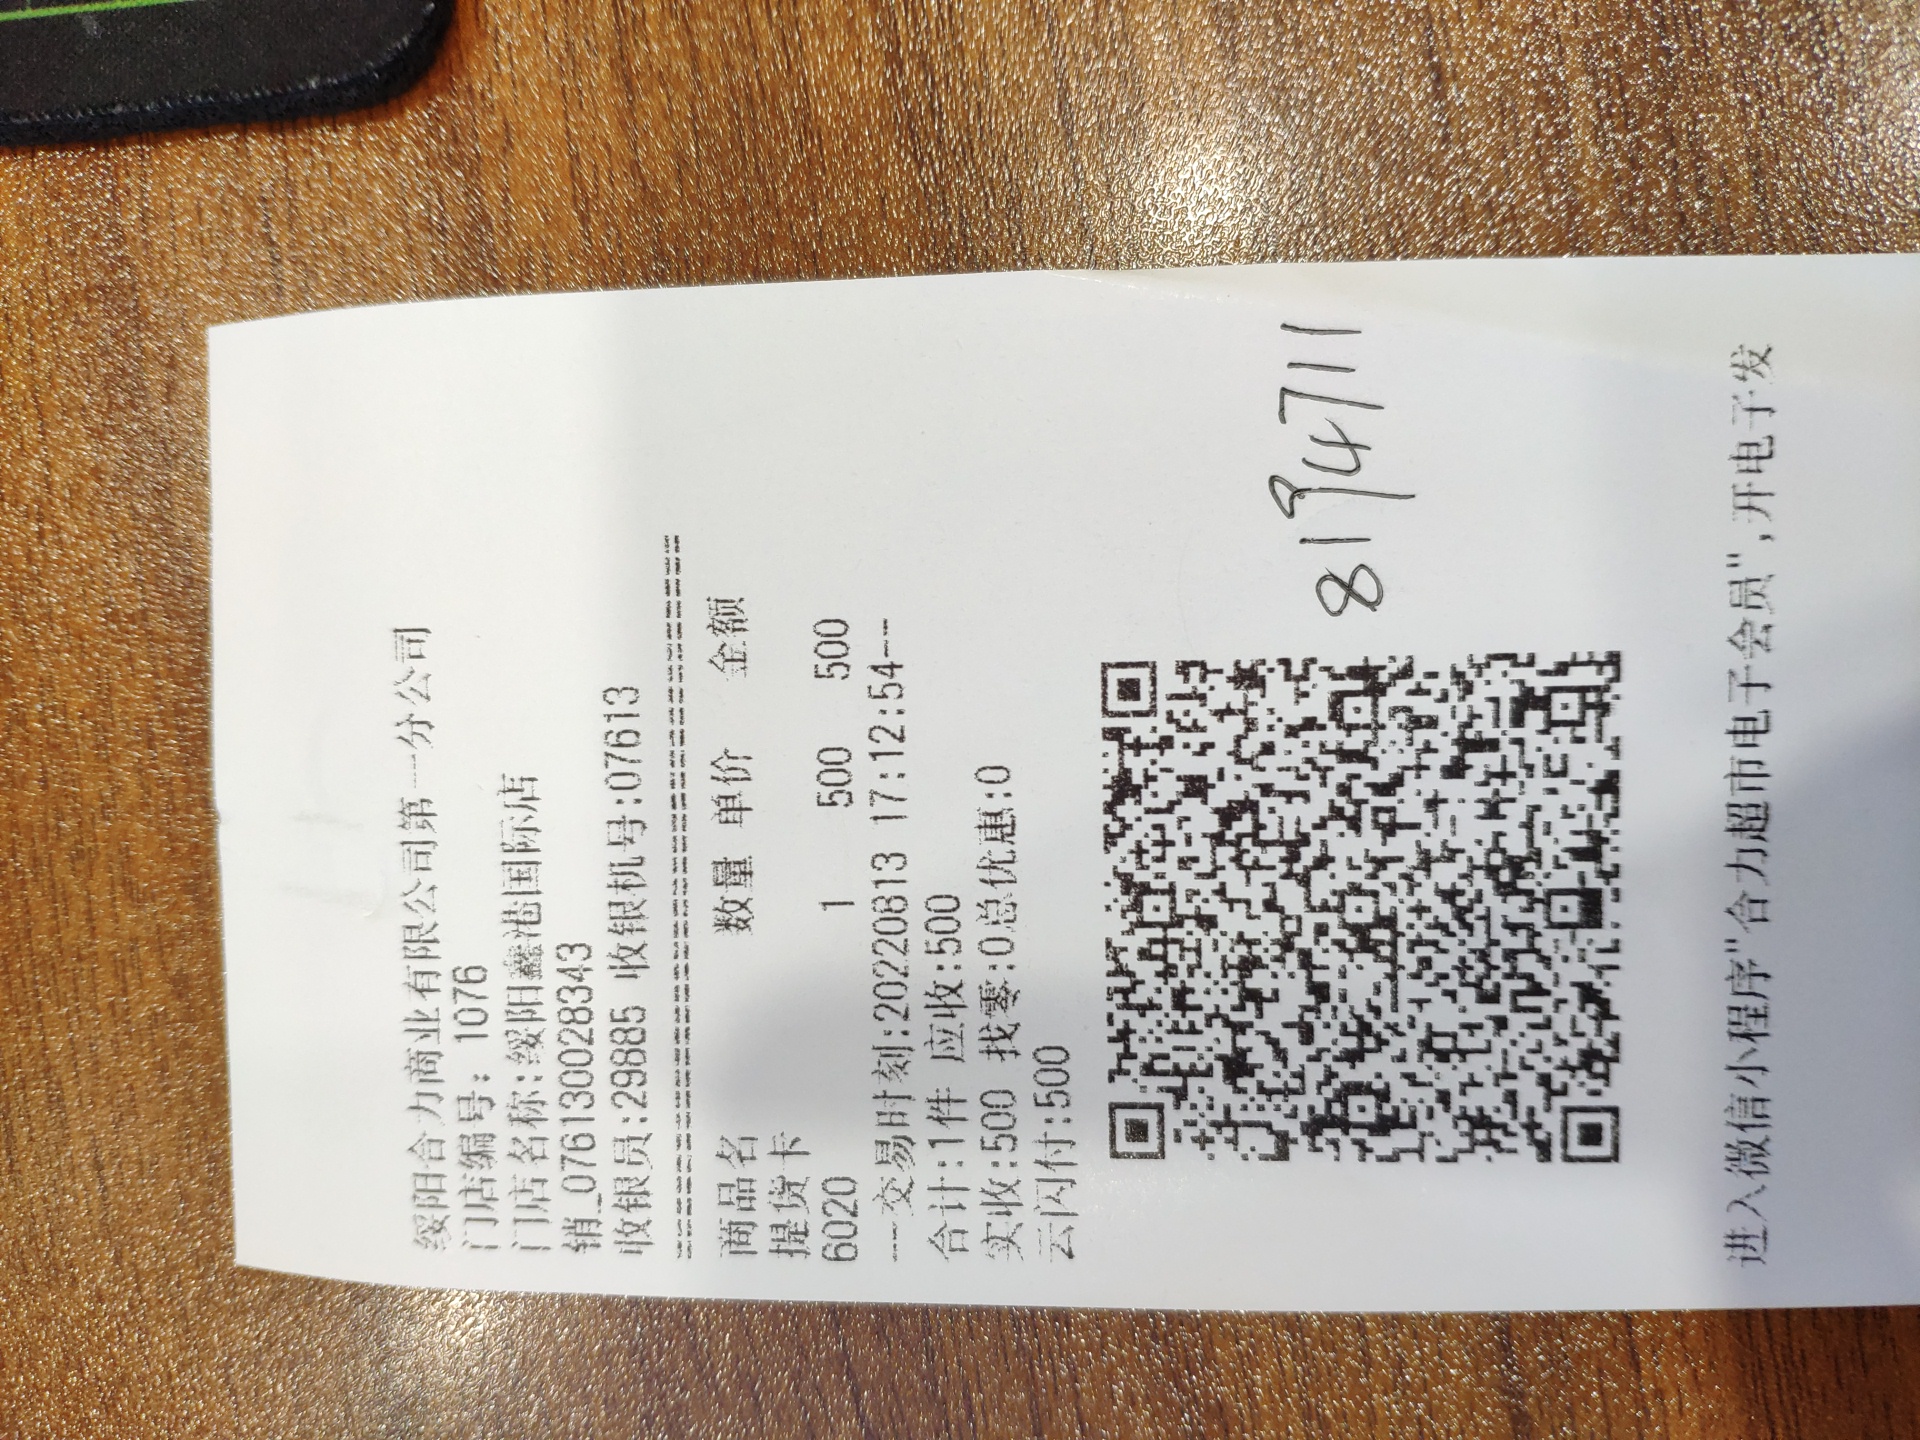 绥阳合力商业有限公司第一分公司
门店编号: 1076
门店名称:绥阳鑫港国际店
销_0761300028343
收银员:29885 收银机号:07613
================================
商品名 数量 单价 金额
提货卡
6020 1 500 500
---交易时刻:20220813 17:12:54---
合计:1件 应收:500
实收:500 找零:0总优惠:0
云闪付:500
8194711
进入微信小程序"合力超市电子会员",开电子发